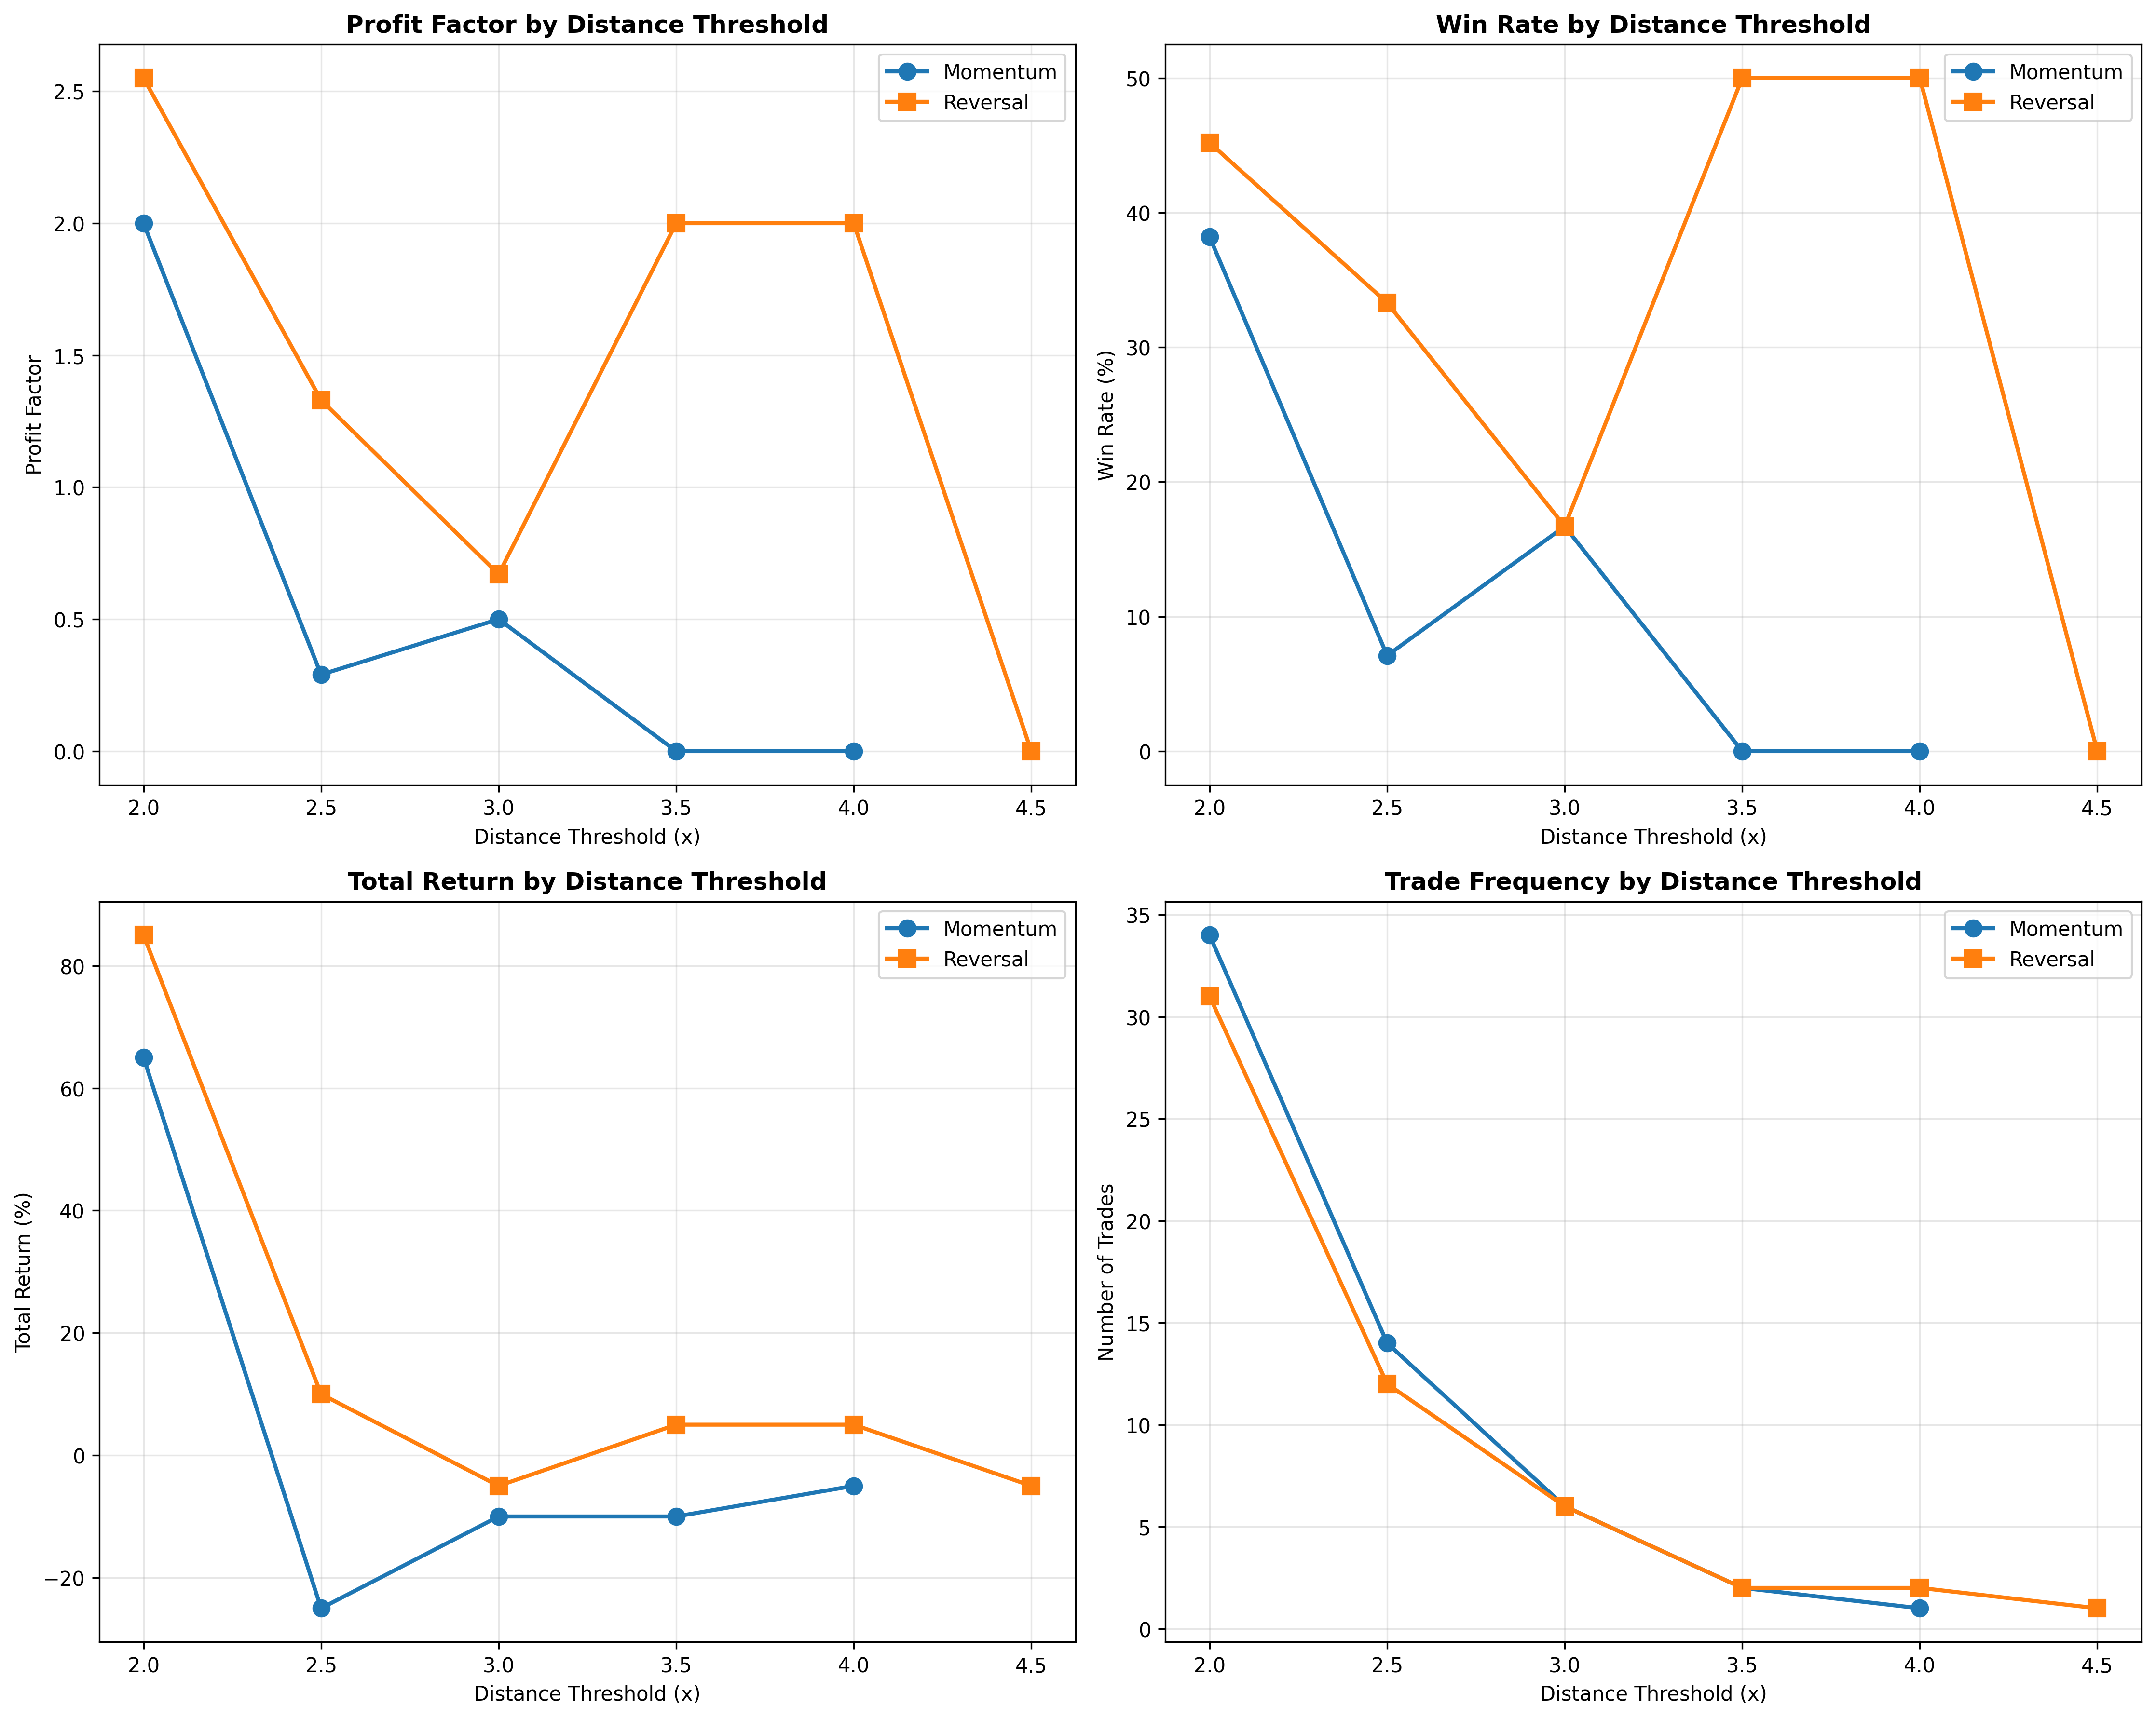 Profit Factor by Distance Threshold
Momentum
Reversal
Profit Factor
2.5
2.0
1.5
1.0
0.5
0.0
2.0 2.5 3.0 3.5 4.0 4.5
Distance Threshold (x)
Win Rate by Distance Threshold
Momentum
Reversal
Win Rate (%)
50
40
30
20
10
0
2.0 2.5 3.0 3.5 4.0 4.5
Distance Threshold (x)
Total Return by Distance Threshold
Momentum
Reversal
Total Return (%)
80
60
40
20
0
−20
2.0 2.5 3.0 3.5 4.0 4.5
Distance Threshold (x)
Trade Frequency by Distance Threshold
Momentum
Reversal
Number of Trades
35
30
25
20
15
10
5
0
2.0 2.5 3.0 3.5 4.0 4.5
Distance Threshold (x)